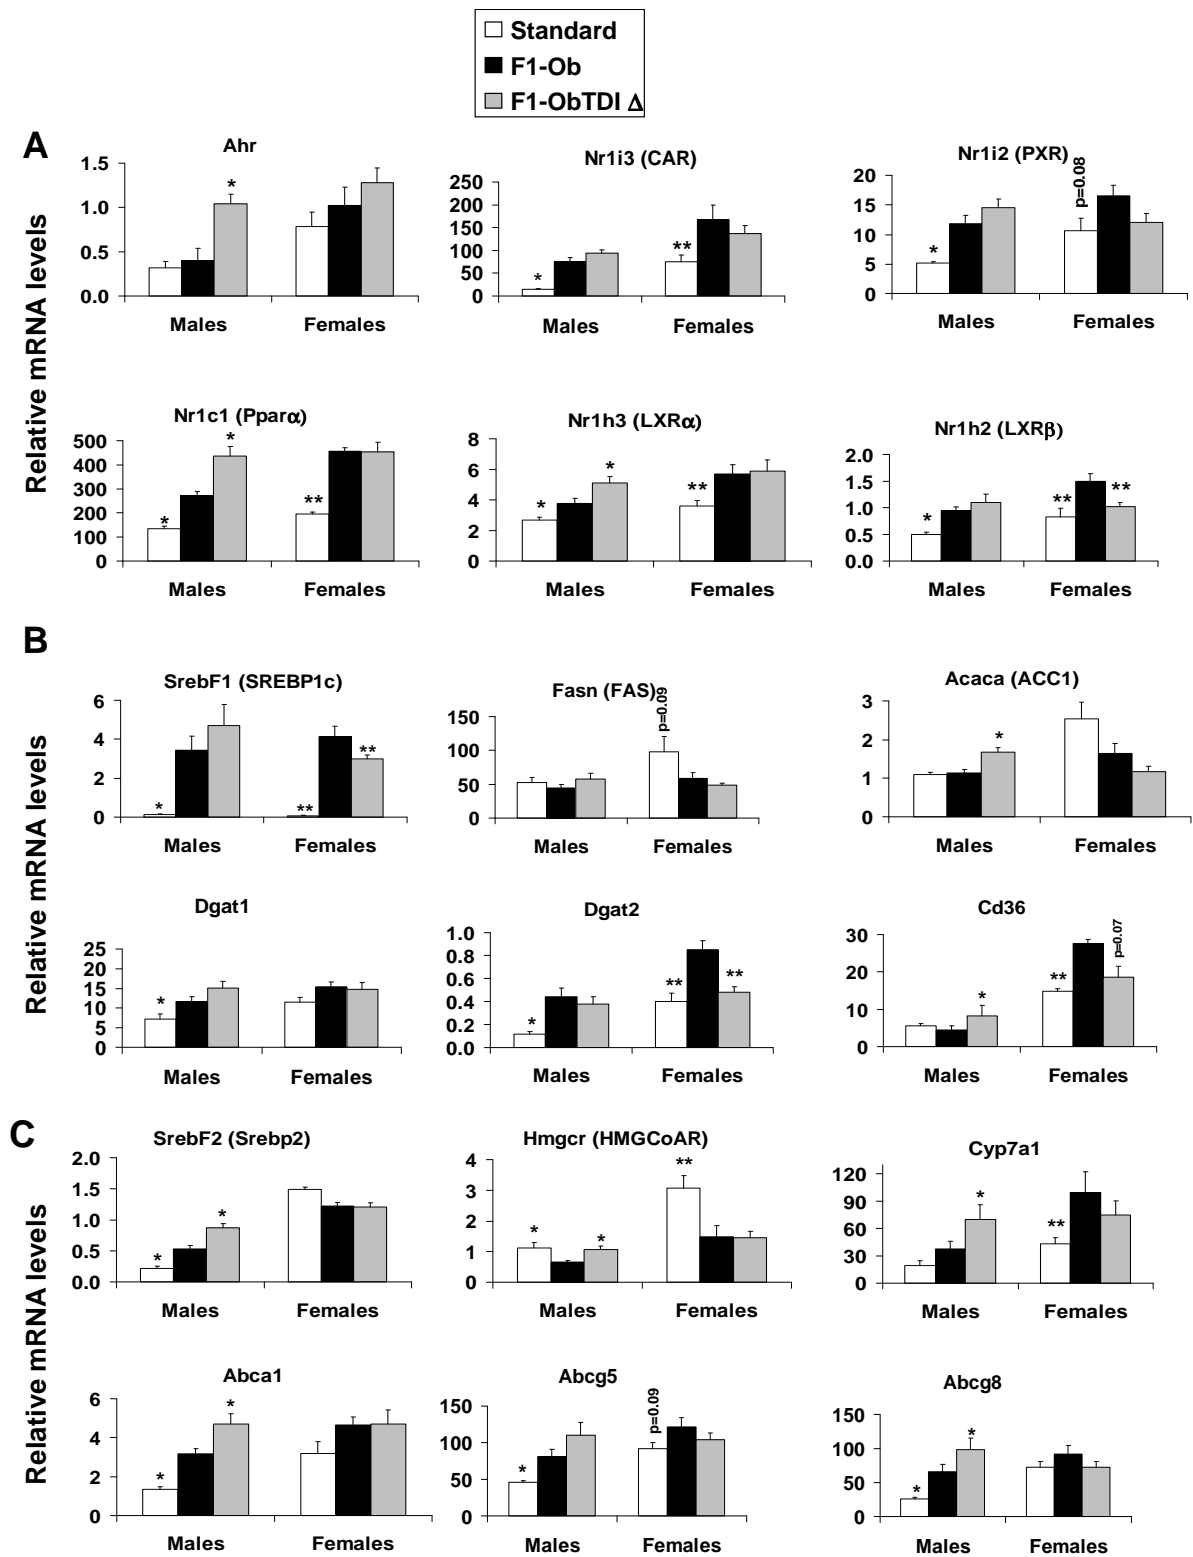 Standard
F1-Ob
F1-ObTDI Δ
A
Relative mRNA levels
Ahr
1.5
1.0
0.5
0.0
*
Males Females
Nr1i3 (CAR)
250
200
150
100
50
0
* **
Males Females
Nr1i2 (PXR)
20
15
10
5
0
* p=0.08
Males Females
Nr1c1 (Pparα)
500
400
300
200
100
0
* * **
Males Females
Nr1h3 (LXRα)
8
6
4
2
0
* * **
Males Females
Nr1h2 (LXRβ)
2.0
1.5
1.0
0.5
0.0
* ** **
Males Females
B
Relative mRNA levels
SrebF1 (SREBP1c)
6
4
2
0
* ** **
Males Females
Fasn (FAS)
150
100
50
0
p=0.09
Males Females
Acaca (ACC1)
3
2
1
0
*
Males Females
Dgat1
25
20
15
10
5
0
*
Males Females
Dgat2
1.0
0.8
0.6
0.4
0.2
0.0
* ** **
Males Females
Cd36
30
20
10
0
* ** p=0.07
Males Females
C
Relative mRNA levels
SrebF2 (Srebp2)
2.0
1.5
1.0
0.5
0.0
* *
Males Females
Hmgcr (HMGCoAR)
4
3
2
1
0
* * **
Males Females
Cyp7a1
120
90
60
30
0
* **
Males Females
Abca1
6
4
2
0
* *
Males Females
Abcg5
150
100
50
0
* p=0.09
Males Females
Abcg8
150
100
50
0
* *
Males Females